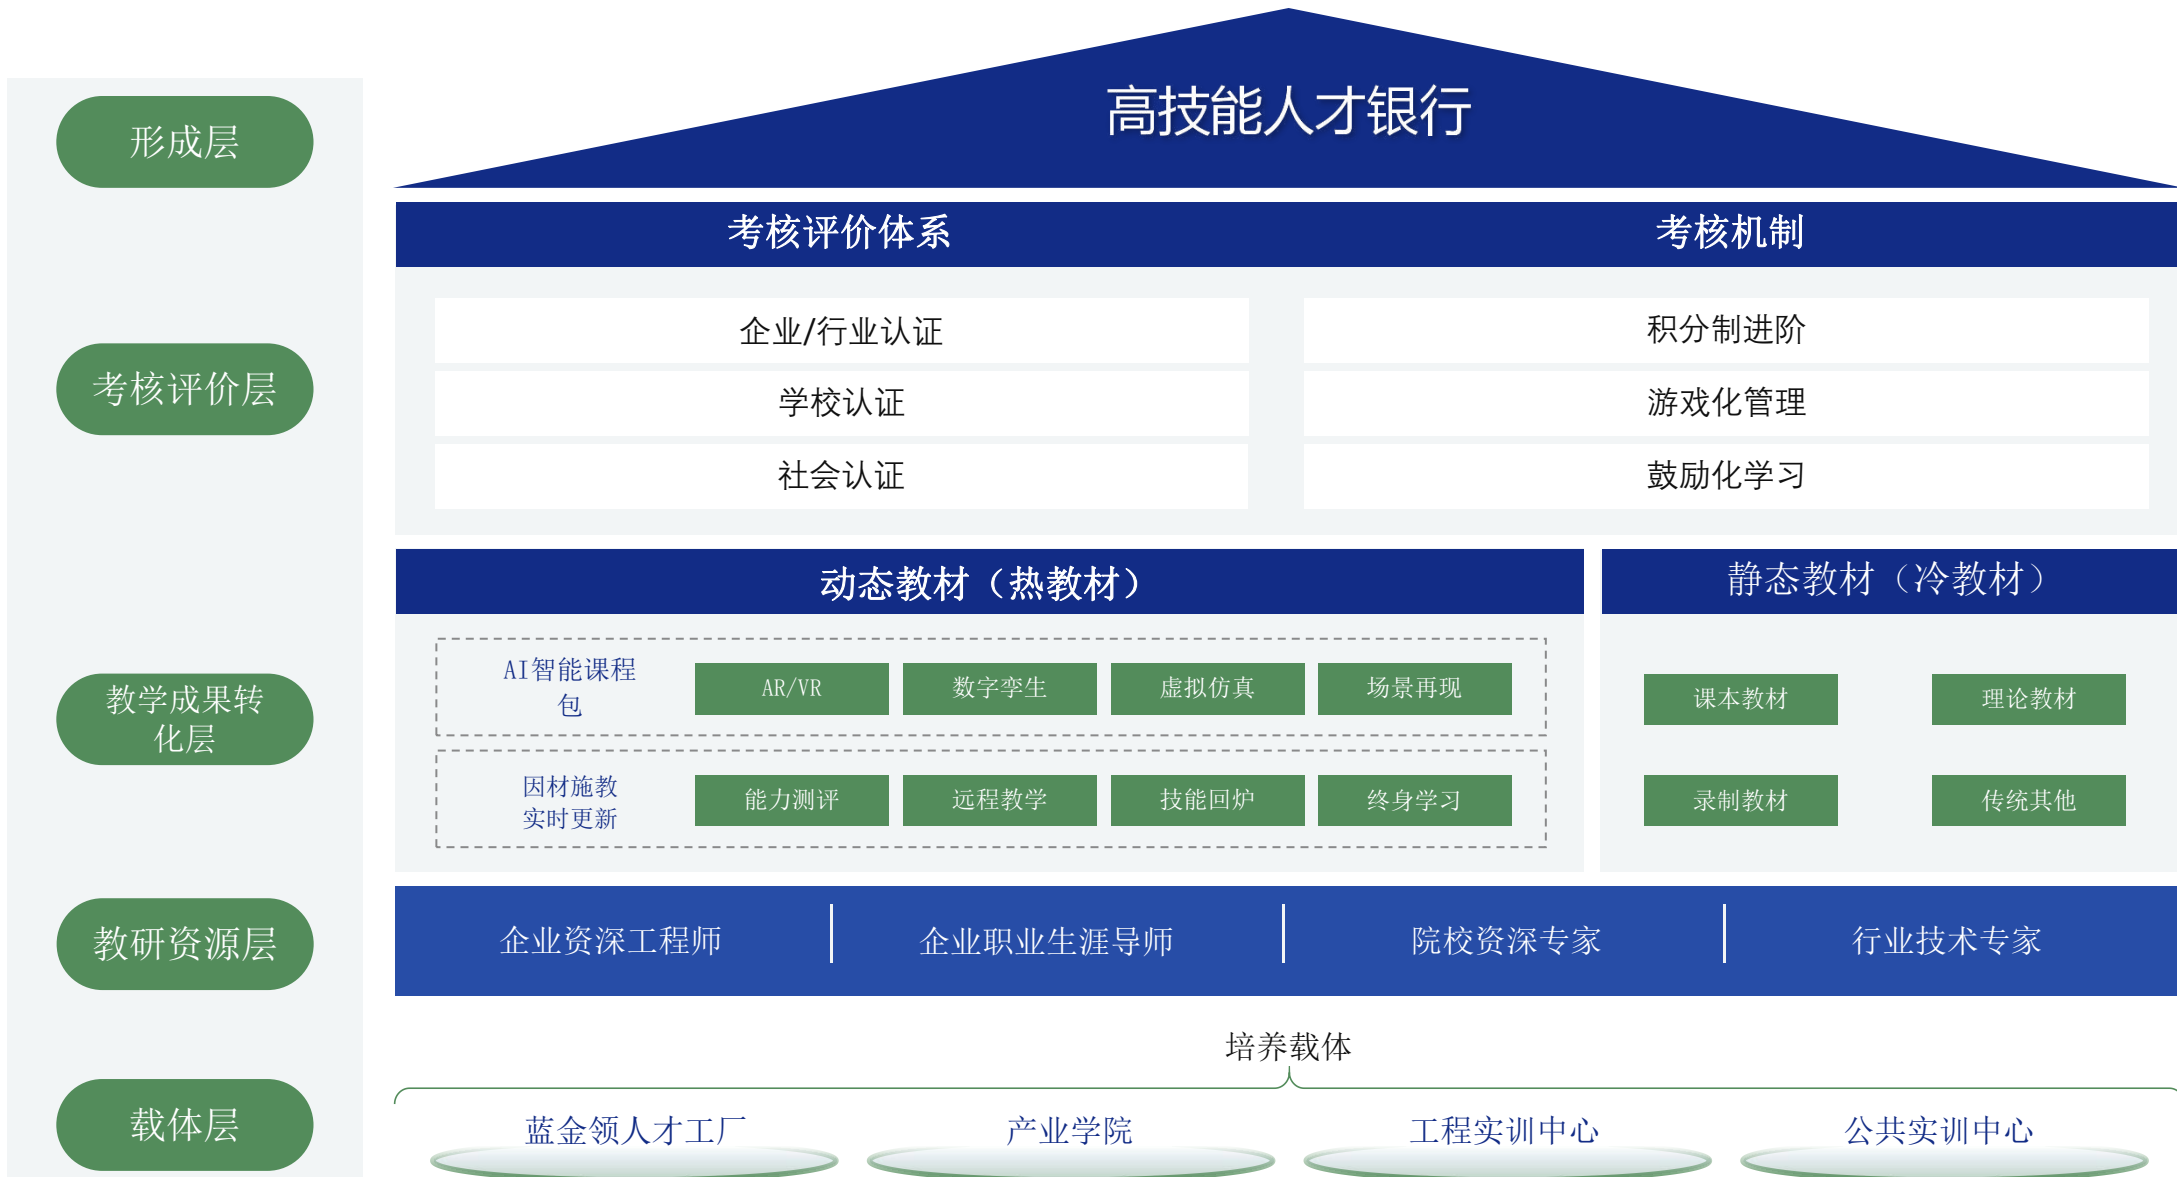 高技能人才银行
形成层
考核评价体系
考核机制
考核评价层
企业/行业认证
积分制进阶
学校认证
游戏化管理
社会认证
鼓励化学习
教学成果转
化层
动态教材（热教材）
静态教材（冷教材）
AI智能课程
包
AR/VR
数字孪生
虚拟仿真
场景再现
因材施教
实时更新
能力测评
远程教学
技能回炉
终身学习
课本教材
理论教材
录制教材
传统其他
教研资源层
企业资深工程师
企业职业生涯导师
院校资深专家
行业技术专家
载体层
培养载体
蓝金领人才工厂
产业学院
工程实训中心
公共实训中心